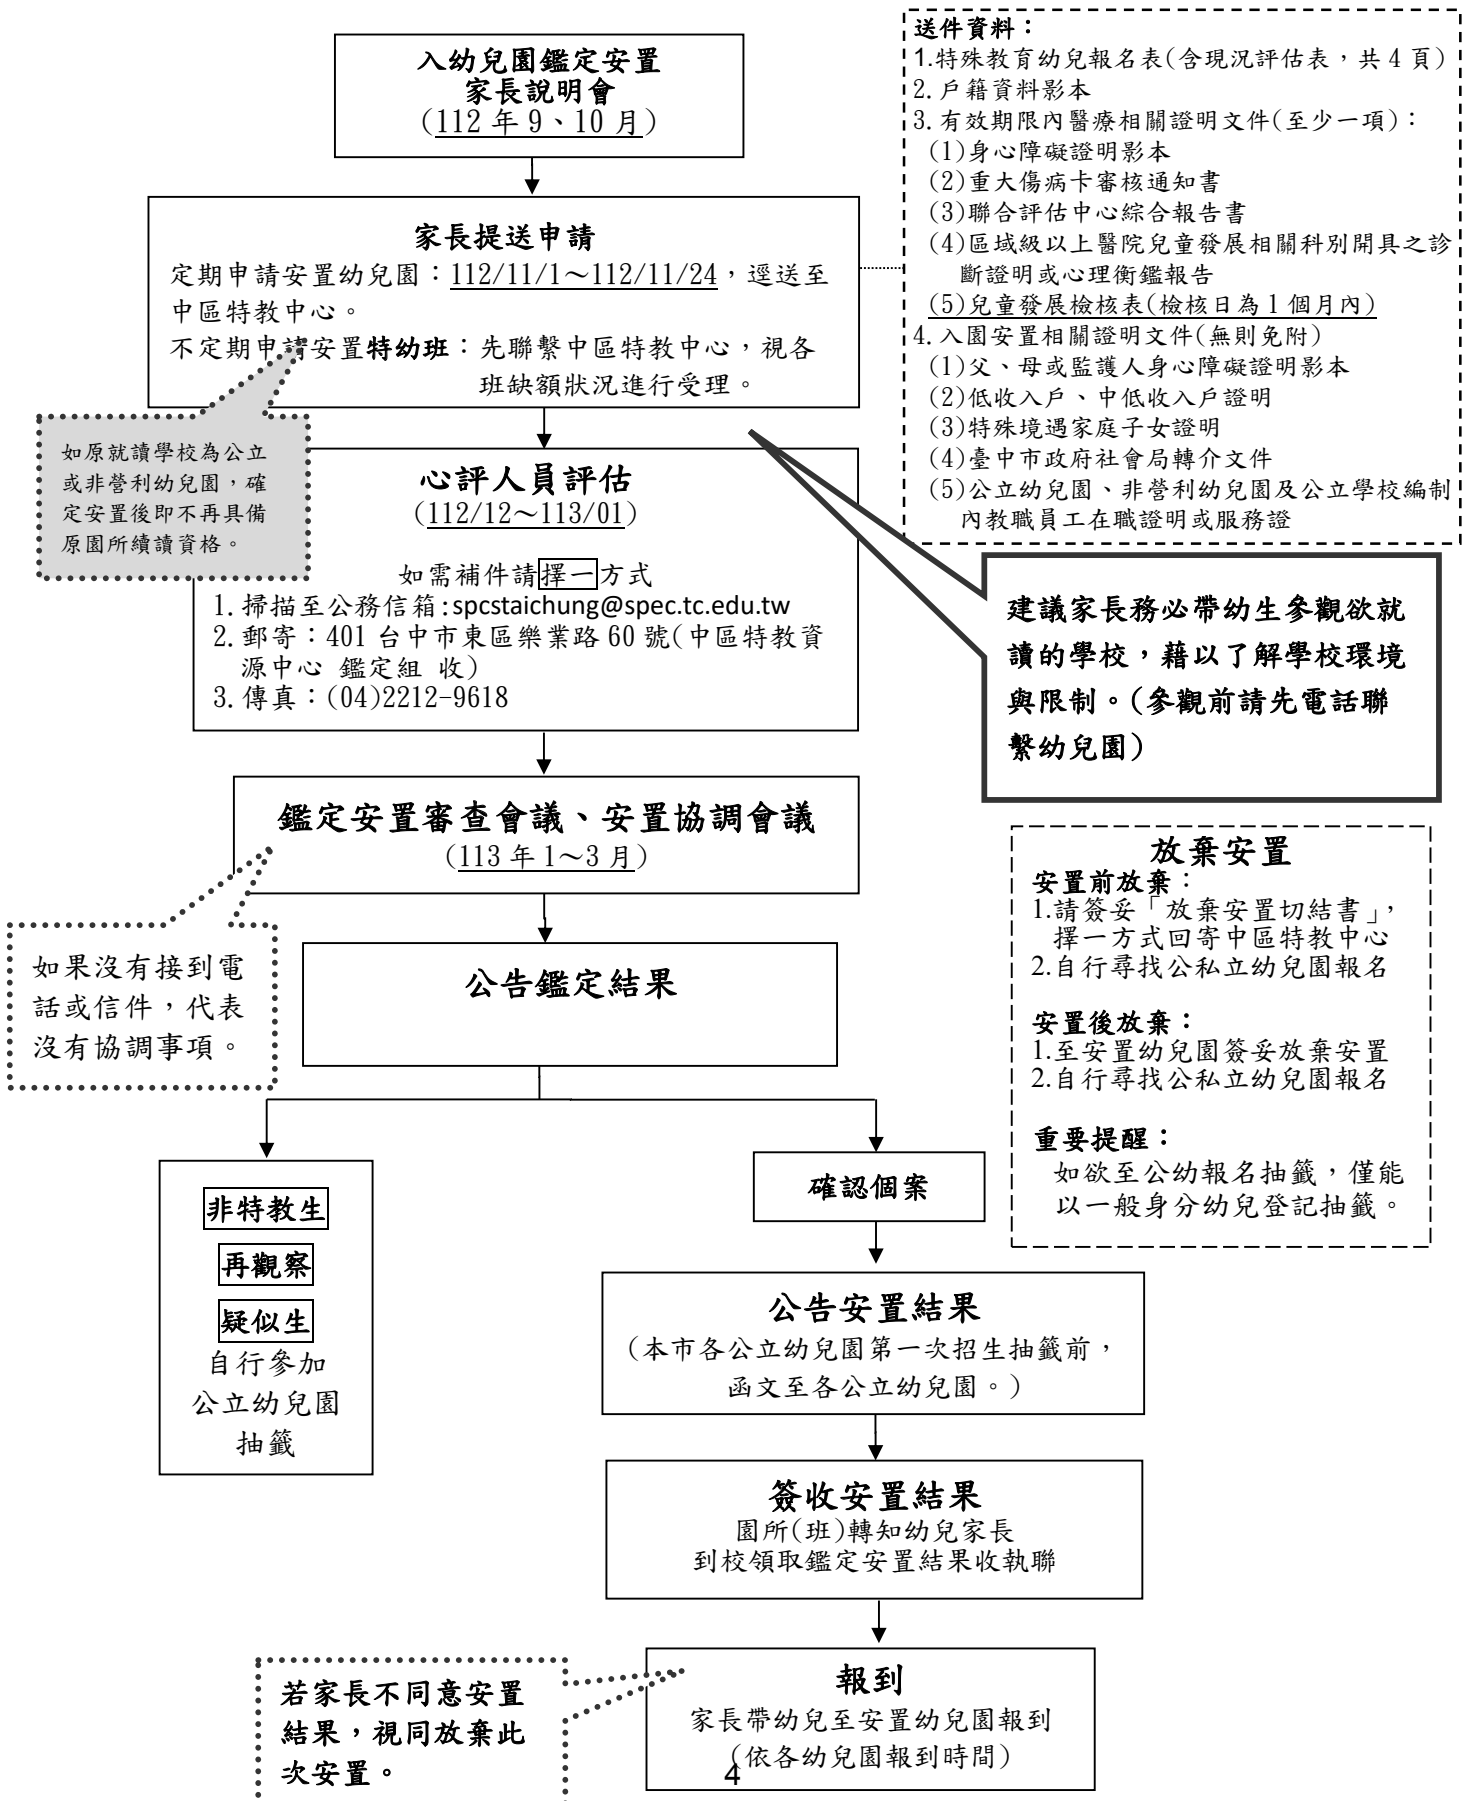 入幼兒園鑑定安置
家長說明會
(112 年 9、10 月)
送件資料：
1.特殊教育幼兒報名表(含現況評估表，共 4 頁)
2.戶籍資料影本
3.有效期限內醫療相關證明文件(至少一項)：
(1)身心障礙證明影本
(2)重大傷病卡審核通知書
(3)聯合評估中心綜合報告書
(4)區域級以上醫院兒童發展相關科別開具之診
斷證明或心理衡鑑報告
(5)兒童發展檢核表(檢核日為 1 個月內)
4.入園安置相關證明文件(無則免附)
(1)父、母或監護人身心障礙證明影本
(2)低收入戶、中低收入戶證明
(3)特殊境遇家庭子女證明
(4)臺中市政府社會局轉介文件
(5)公立幼兒園、非營利幼兒園及公立學校編制
內教職員工在職證明或服務證
家長提送申請
定期申請安置幼兒園：112/11/1～112/11/24，逕送至
中區特教中心。
不定期申請安置特幼班：先聯繫中區特教中心，視各
班缺額狀況進行受理。
如原就讀學校為公立
或非營利幼兒園，確
定安置後即不再具備
原園所續讀資格。
心評人員評估
(112/12～113/01)
如需補件請擇一方式
1.掃描至公務信箱:spcstaichung@spec.tc.edu.tw
2.郵寄：401 台中市東區樂業路 60 號(中區特教資
源中心 鑑定組 收)
3.傳真：(04)2212-9618
建議家長務必帶幼生參觀欲就
讀的學校，藉以了解學校環境
與限制。(參觀前請先電話聯
繫幼兒園)
鑑定安置審查會議、安置協調會議
(113 年 1～3 月)
如果沒有接到電
話或信件，代表
沒有協調事項。
公告鑑定結果
放棄安置
安置前放棄：
1.請簽妥「放棄安置切結書」，
擇一方式回寄中區特教中心
2.自行尋找公私立幼兒園報名
安置後放棄：
1.至安置幼兒園簽妥放棄安置
2.自行尋找公私立幼兒園報名
重要提醒：
如欲至公幼報名抽籤，僅能
以一般身分幼兒登記抽籤。
非特教生
再觀察
疑似生
自行參加
公立幼兒園
抽籤
確認個案
公告安置結果
(本市各公立幼兒園第一次招生抽籤前，
函文至各公立幼兒園。)
簽收安置結果
園所(班)轉知幼兒家長
到校領取鑑定安置結果收執聯
報到
家長帶幼兒至安置幼兒園報到
(依各幼兒園報到時間)
若家長不同意安置
結果，視同放棄此
次安置。
4